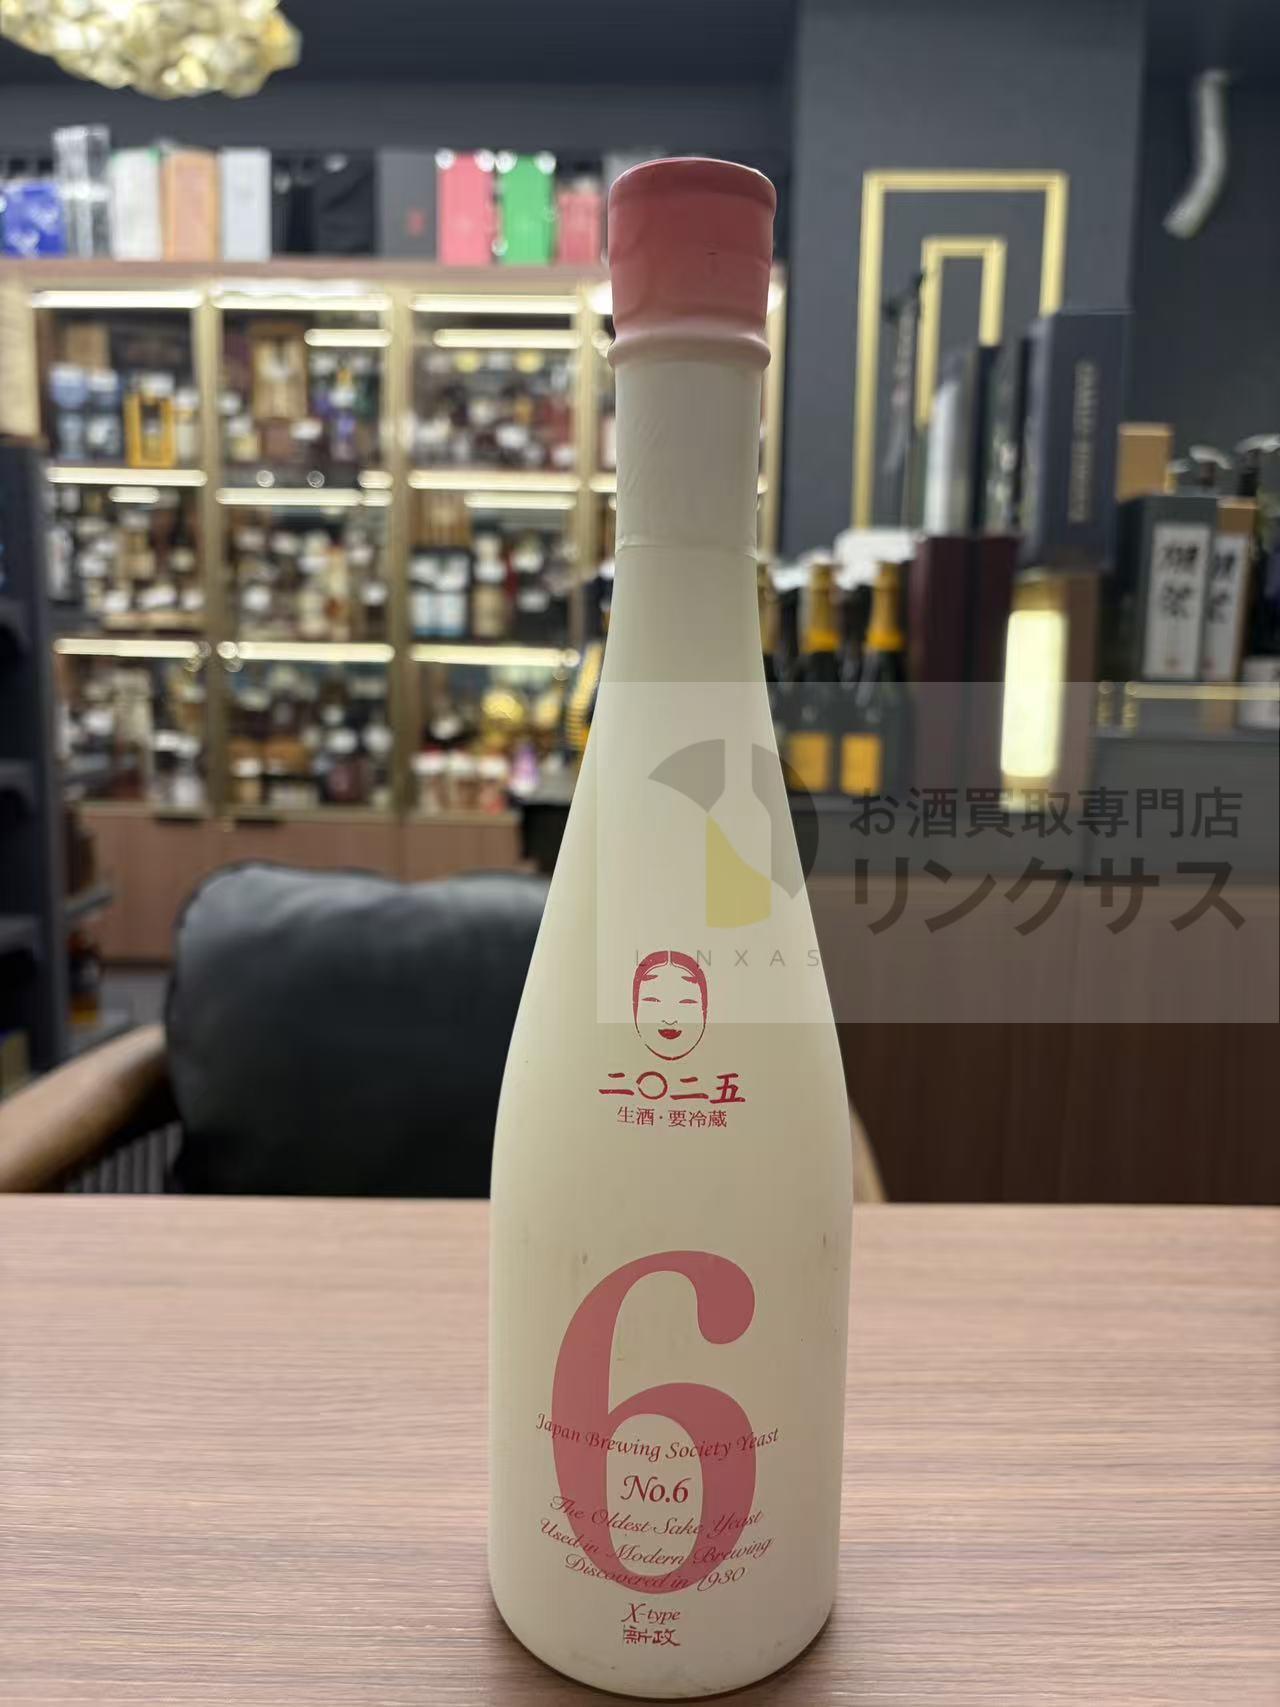 お酒買取専門店
リンクサス
LINXAS
二〇二五
生酒・要冷蔵
6
Japan Brewing Society Yeast
No.6
The Oldest Sake Yeast
Used in Modern Brewing
Discovered in 1930
X-type
新政